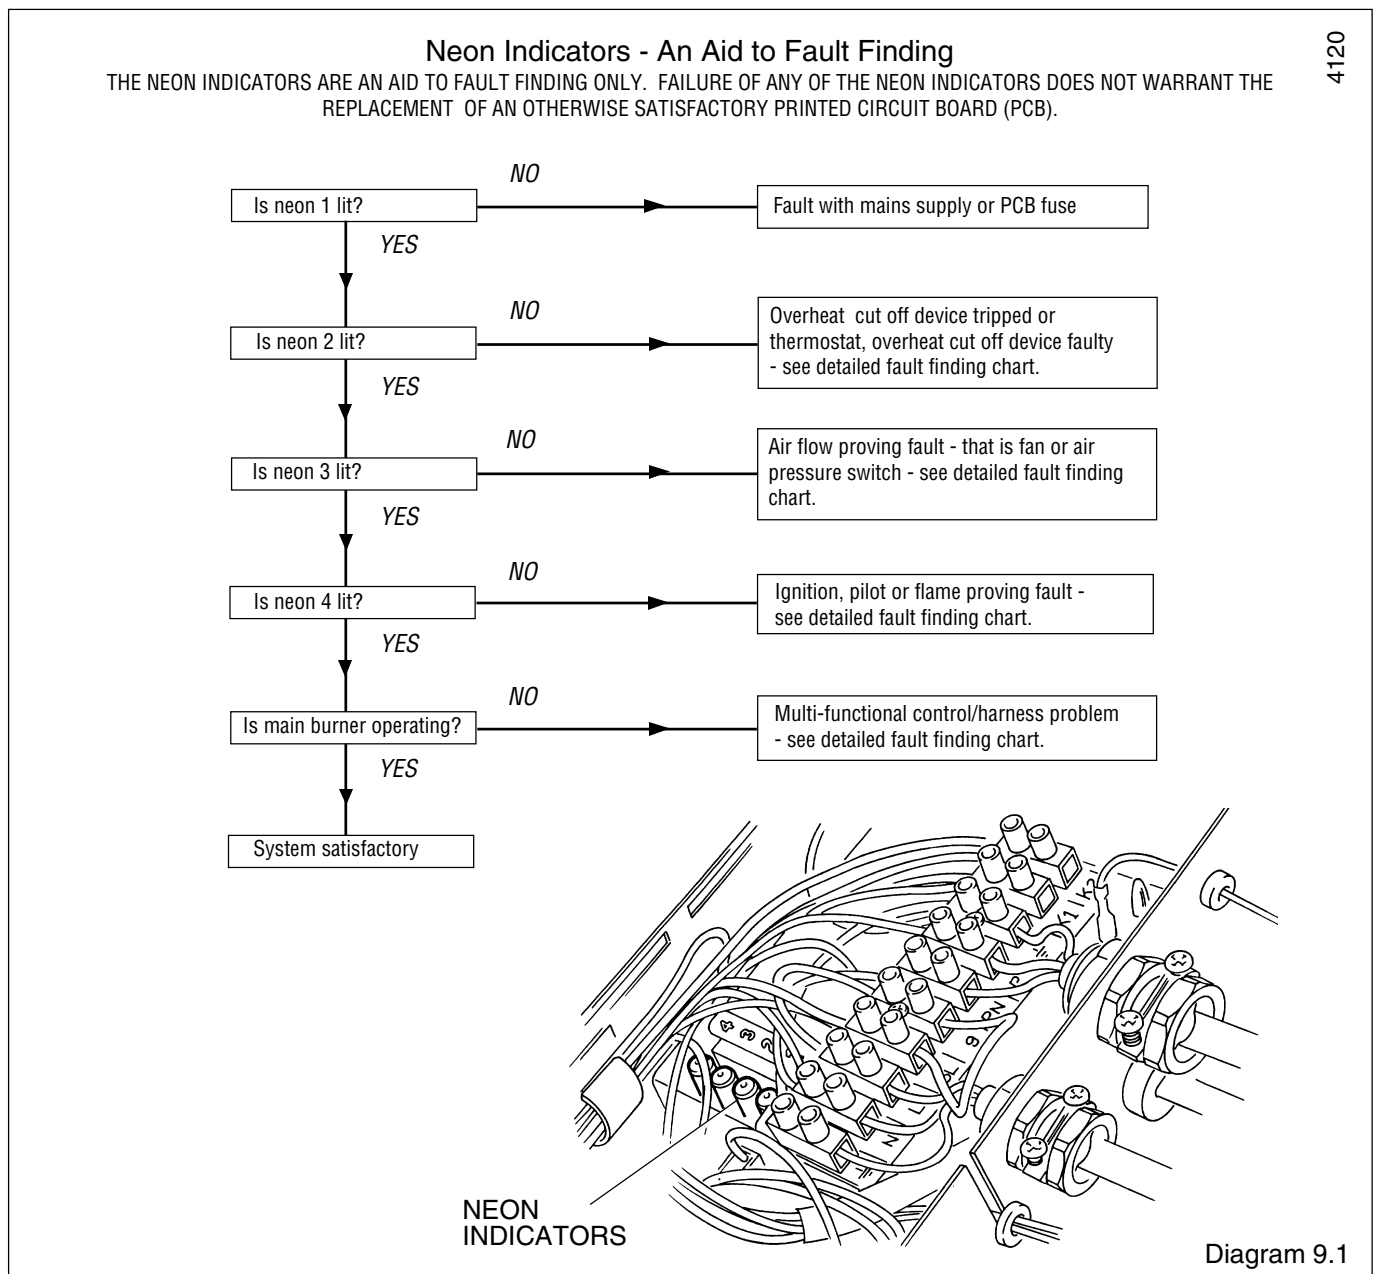 Neon Indicators - An Aid to Fault Finding
4120
THE NEON INDICATORS ARE AN AID TO FAULT FINDING ONLY. FAILURE OF ANY OF THE NEON INDICATORS DOES NOT WARRANT THE
REPLACEMENT OF AN OTHERWISE SATISFACTORY PRINTED CIRCUIT BOARD (PCB).
Is neon 1 lit?
NO
Fault with mains supply or PCB fuse
YES
Is neon 2 lit?
NO
Overheat cut off device tripped or
thermostat, overheat cut off device faulty
- see detailed fault finding chart.
YES
Is neon 3 lit?
NO
Air flow proving fault - that is fan or air
pressure switch - see detailed fault finding
chart.
YES
Is neon 4 lit?
NO
Ignition, pilot or flame proving fault -
see detailed fault finding chart.
YES
Is main burner operating?
NO
Multi-functional control/harness problem
- see detailed fault finding chart.
YES
System satisfactory
K1 K2
4 3 2
6
N L
NEON
INDICATORS
Diagram 9.1